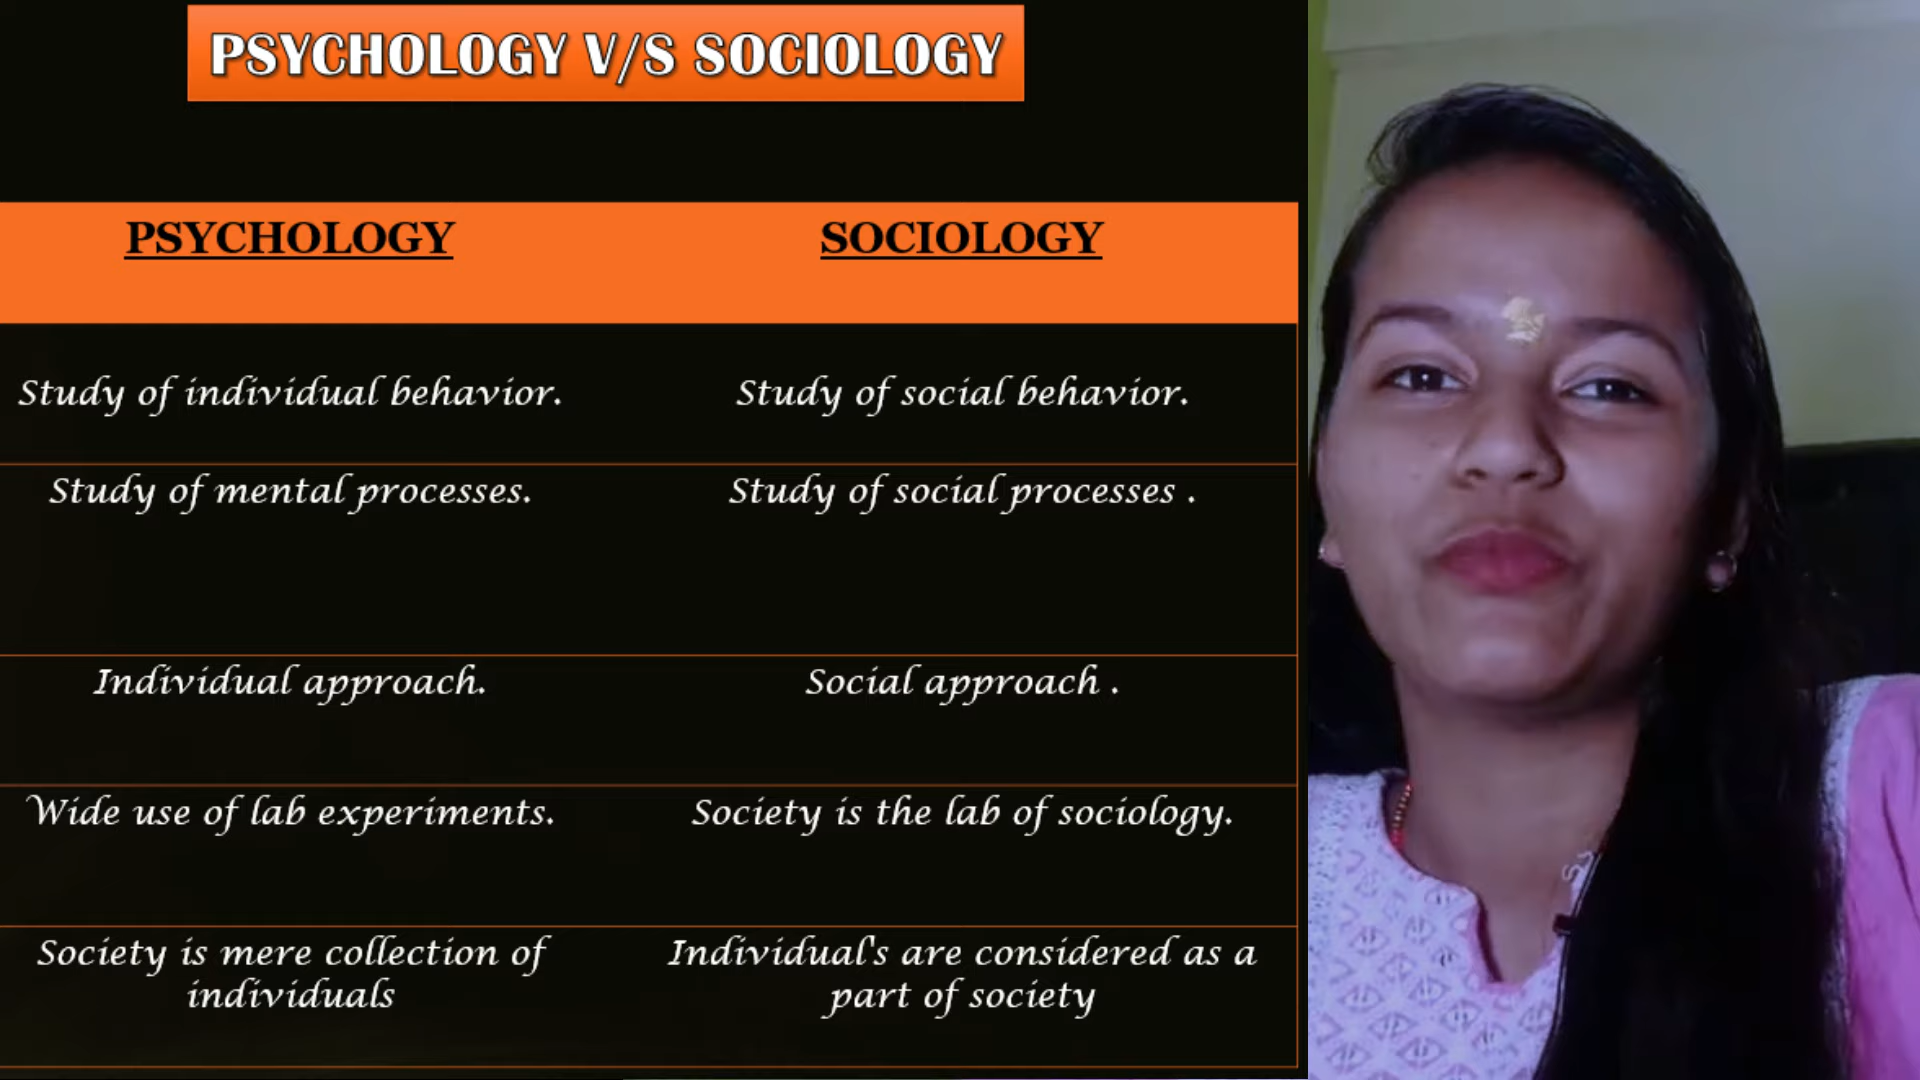 PSYCHOLOGY V/S SOCIOLOGY
PSYCHOLOGY
SOCIOLOGY
Study of individual behavior.
Study of social behavior.
Study of mental processes.
Study of social processes .
Individual approach.
Social approach .
Wide use of lab experiments.
Society is the lab of sociology.
Society is mere collection of
individuals
Individual's are considered as a
part of society